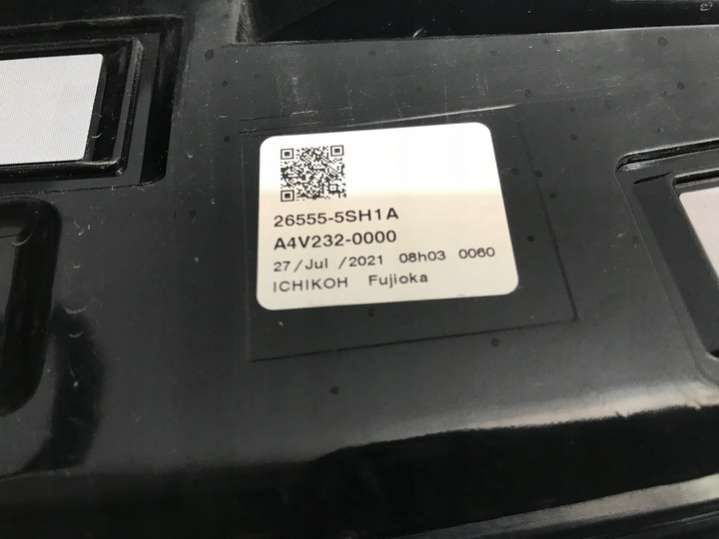 26555-5SH1A
A4V232-0000
27/Jul /2021 08h03 0060
ICHIKOH Fujioka